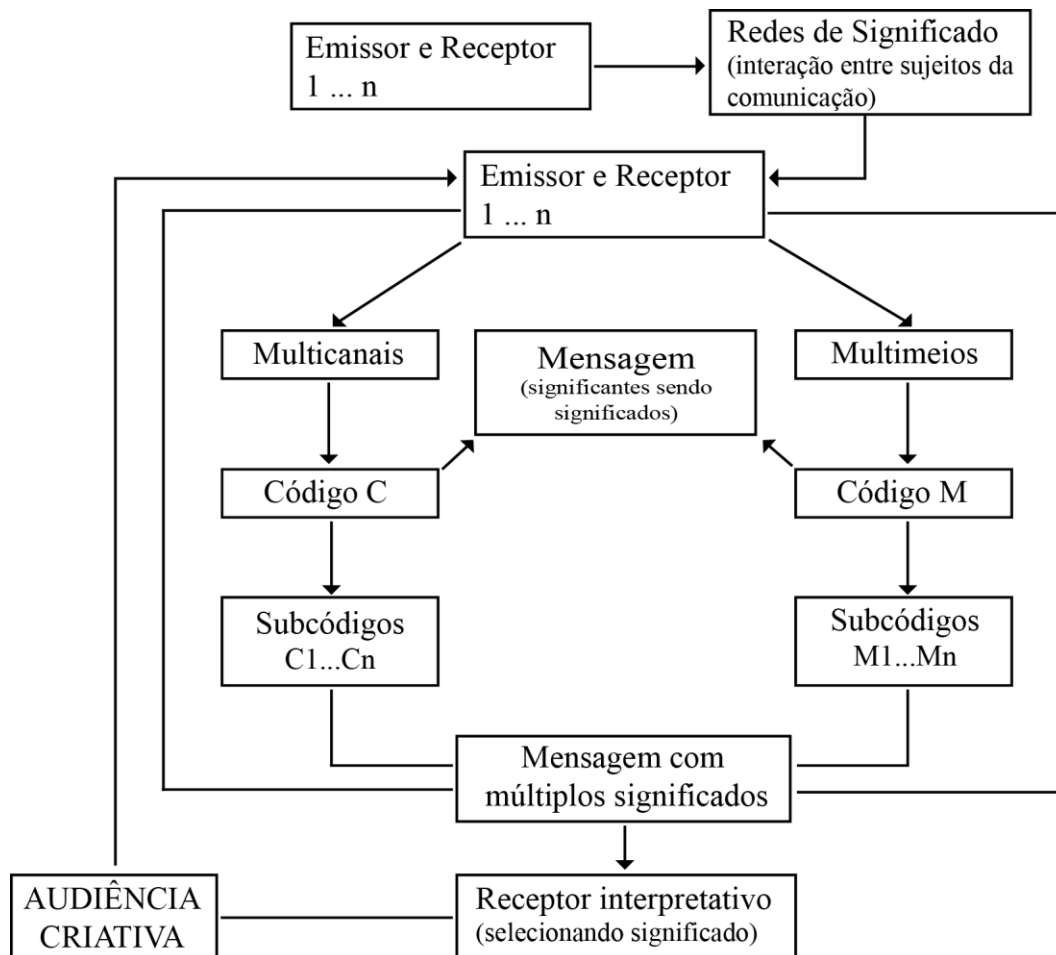 Emissor e Receptor
1 ... n
Redes de Significado
(interação entre sujeitos da
comunicação)
Emissor e Receptor
1 ... n
Multicanais
Mensagem
(significantes sendo
significados)
Multimeios
Código C
Código M
Subcódigos
C1...Cn
Subcódigos
M1...Mn
Mensagem com
múltiplos significados
AUDIÊNCIA
CRIATIVA
Receptor interpretativo
(selecionando significado)